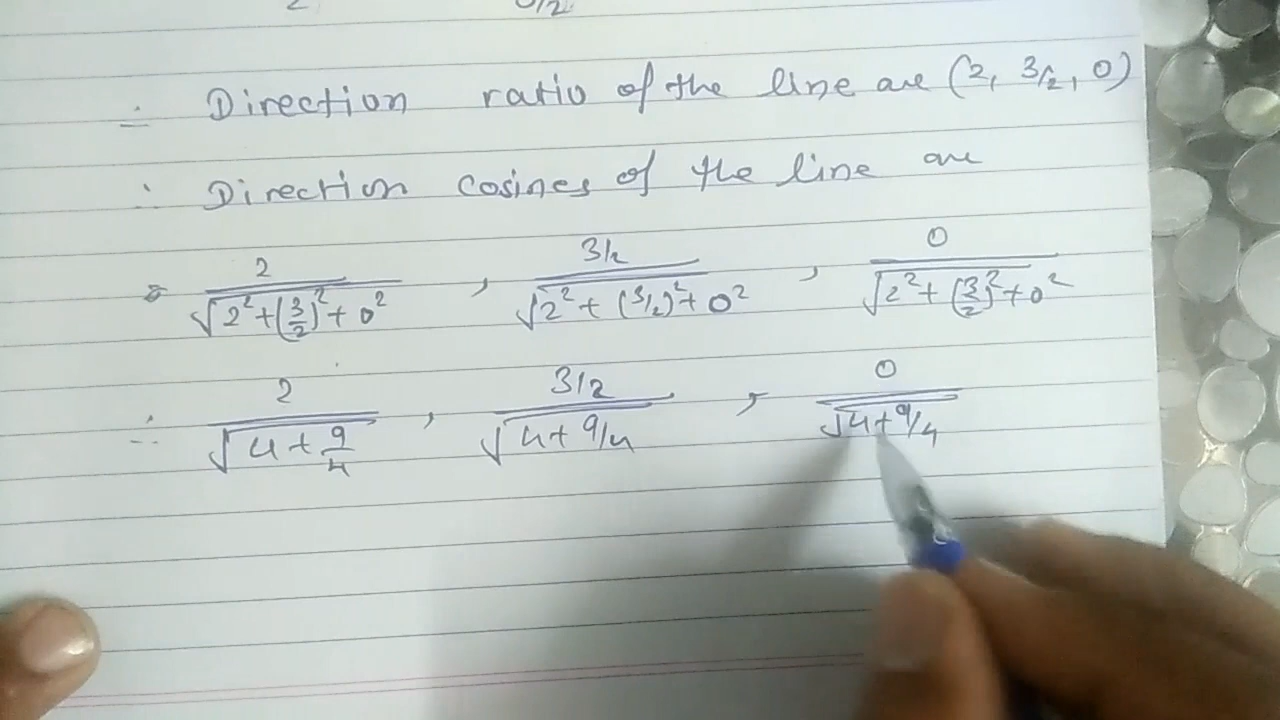 ∴ Direction ratio of the line are (2, 3/2, 0)
∴ Direction cosines of the line are
2/√(2²+(3/2)²+0²) , 3/2/√(2²+(3/2)²+0²) , 0/√(2²+(3/2)²+0²)
∴ 2/√(4+9/4) , 3/2/√(4+9/4) , 0/√(4+9/4)